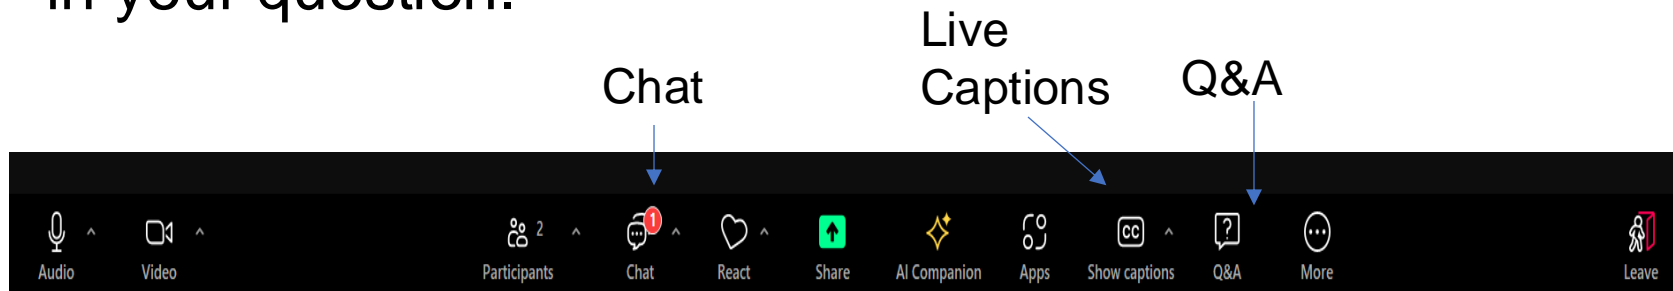 in your question.
Live
Captions
Chat
Q&A
2
1
CC
?
Audio
Video
Participants
Chat
React
Share
AI Companion
Apps
Show captions
Q&A
More
Leave